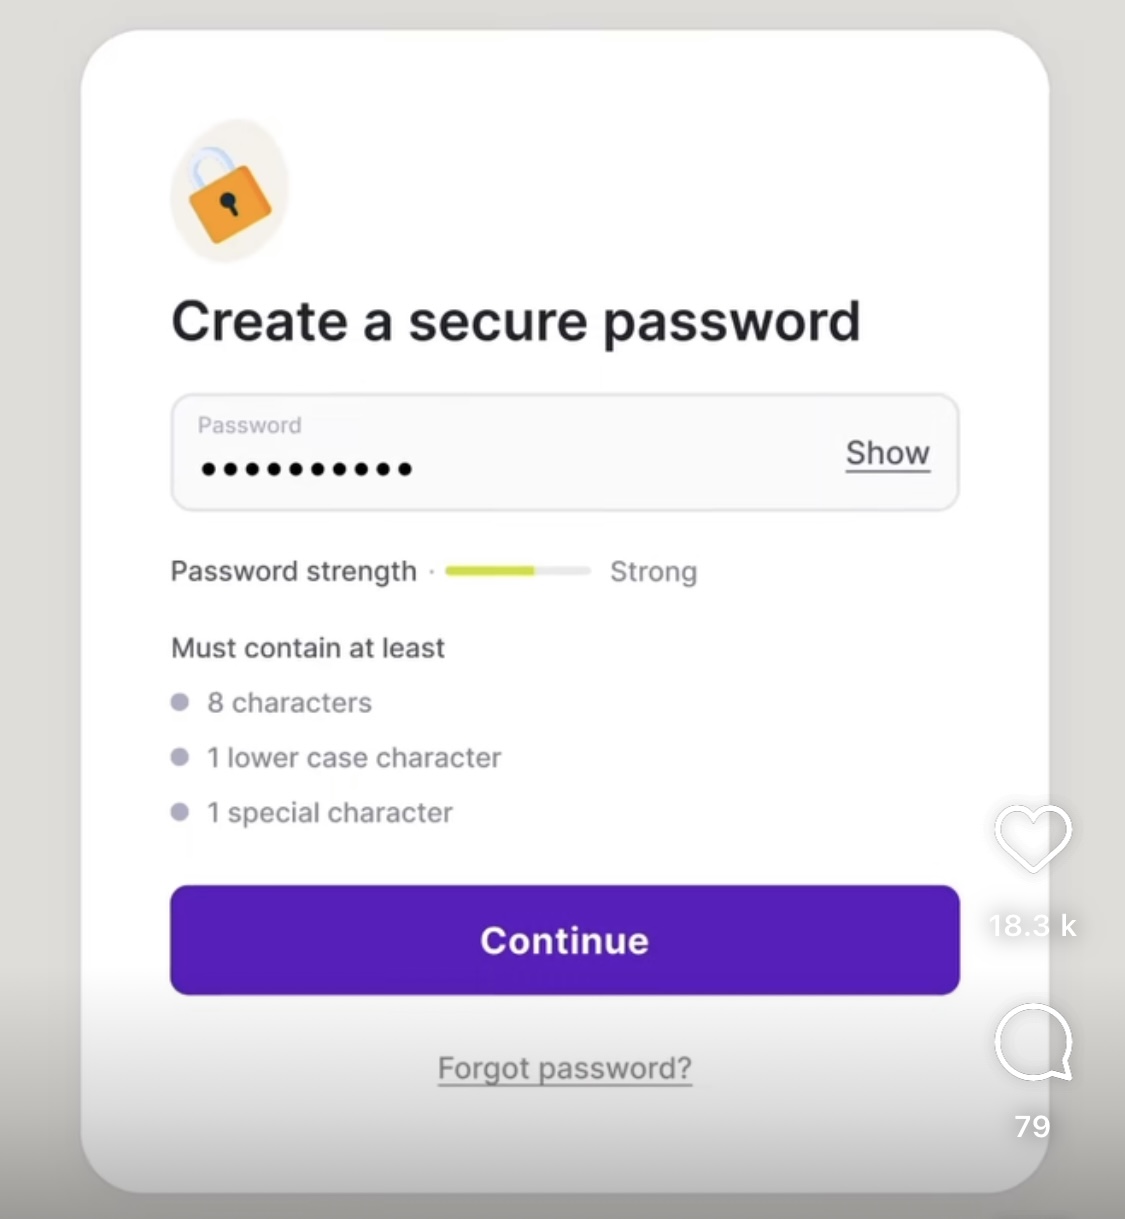 Create a secure password
Password
••••••••••
Show
Password strength · Strong
Must contain at least
8 characters
1 lower case character
1 special character
Continue
18.3 k
Forgot password?
79